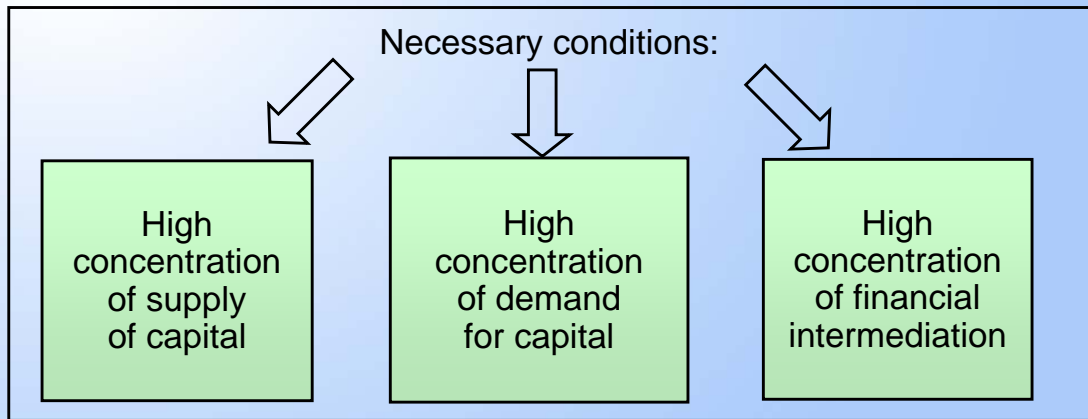 Necessary conditions:
High
concentration
of supply
of capital
High
concentration
of demand
for capital
High
concentration
of financial
intermediation